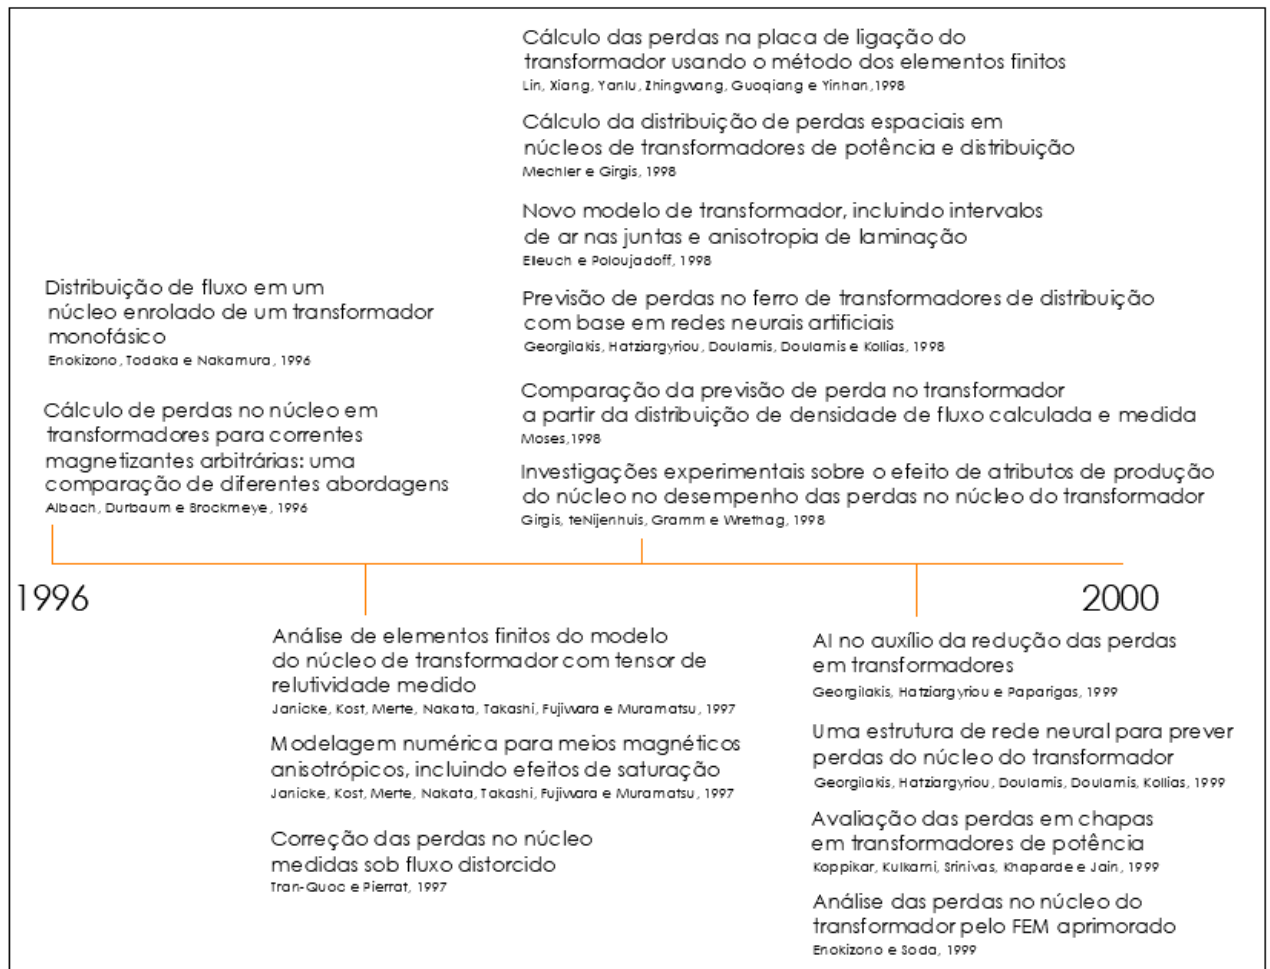 Distribuição de fluxo em um
núcleo enrolado de um transformador
monofásico
Enokizono, Todaka e Nakamura, 1996
Cálculo de perdas no núcleo em
transformadores para correntes
magnetizantes arbitrárias: uma
comparação de diferentes abordagens
Albach, Durbaum e Brockmeye, 1996
Cálculo das perdas na placa de ligação do
transformador usando o método dos elementos finitos
Lin, Xiang, Yanlu, Zhingwang, Guoqiang e Yinhan,1998
Cálculo da distribuição de perdas espaciais em
núcleos de transformadores de potência e distribuição
Mechler e Girgis, 1998
Novo modelo de transformador, incluindo intervalos
de ar nas juntas e anisotropia de laminação
Elleuch e Poloujadoff, 1998
Previsão de perdas no ferro de transformadores de distribuição
com base em redes neurais artificiais
Georgilakis, Hatziargyriou, Doulamis, Doulamis e Kollias, 1998
Comparação da previsão de perda no transformador
a partir da distribuição de densidade de fluxo calculada e medida
Moses,1998
Investigações experimentais sobre o efeito de atributos de produção
do núcleo no desempenho das perdas no núcleo do transformador
Girgis, teNijenhuis, Gramm e Wrethag, 1998
1996
2000
Análise de elementos finitos do modelo
do núcleo de transformador com tensor de
relutividade medido
Janicke, Kost, Merte, Nakata, Takashi, Fujiwara e Muramatsu, 1997
Modelagem numérica para meios magnéticos
anisotrópicos, incluindo efeitos de saturação
Janicke, Kost, Merte, Nakata, Takashi, Fujiwara e Muramatsu, 1997
Correção das perdas no núcleo
medidas sob fluxo distorcido
Tran-Quoc e Pierrat, 1997
AI no auxílio da redução das perdas
em transformadores
Georgilakis, Hatziargyriou e Paparigas, 1999
Uma estrutura de rede neural para prever
perdas do núcleo do transformador
Georgilakis, Hatziargyriou, Doulamis, Doulamis, Kollias, 1999
Avaliação das perdas em chapas
em transformadores de potência
Koppikar, Kulkarni, Srinivas, Khaparde e Jain, 1999
Análise das perdas no núcleo do
transformador pelo FEM aprimorado
Enokizono e Soda, 1999